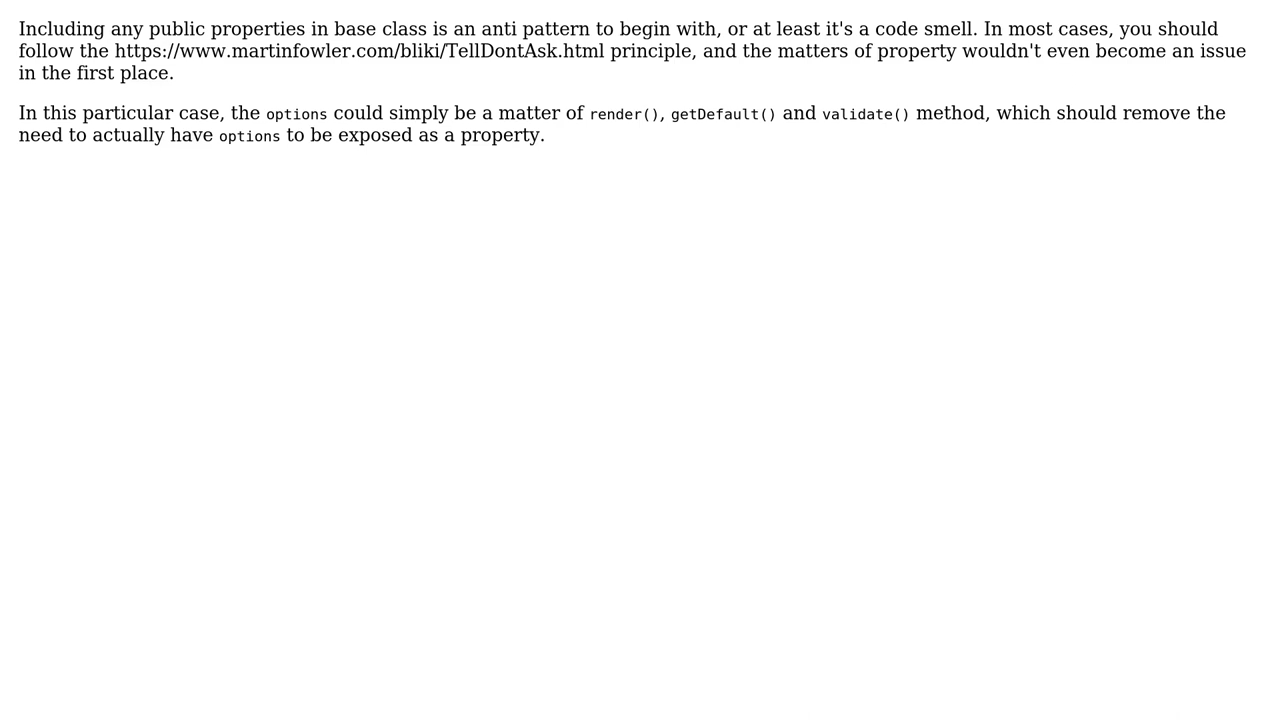 Including any public properties in base class is an anti pattern to begin with, or at least it's a code smell. In most cases, you should
follow the https://www.martinfowler.com/bliki/TellDontAsk.html principle, and the matters of property wouldn't even become an issue
in the first place.
In this particular case, the options could simply be a matter of render(), getDefault() and validate() method, which should remove the
need to actually have options to be exposed as a property.